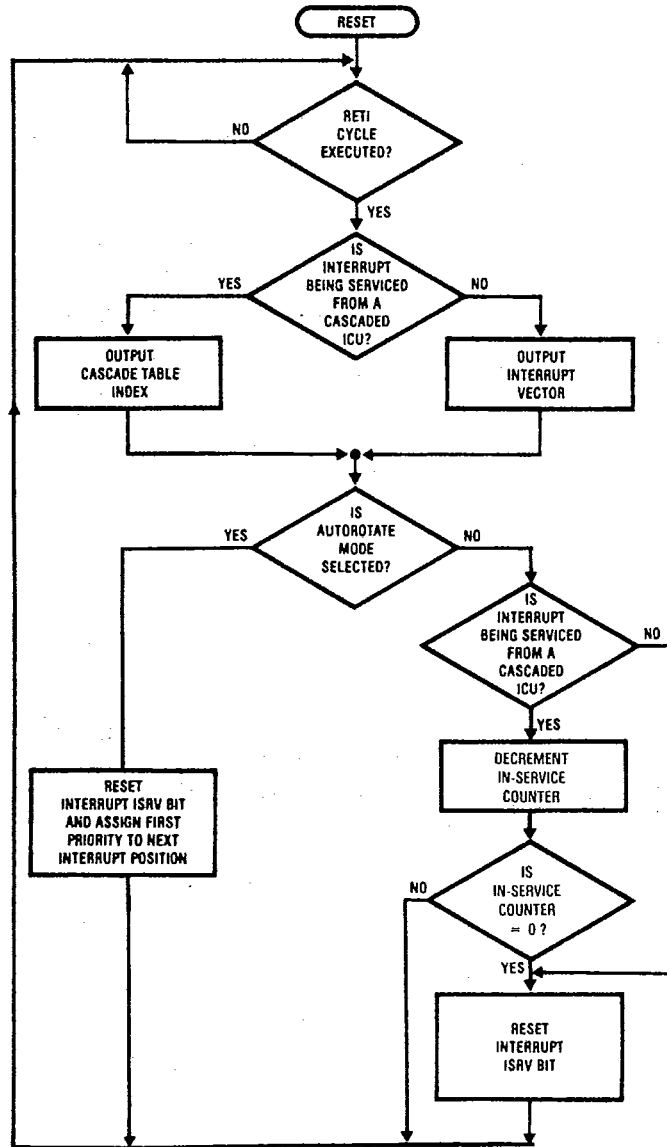 RESET
RETI
CYCLE
EXECUTED?
NO
YES
IS
INTERRUPT
BEING SERVICED
FROM A
CASCADED
ICU?
YES
NO
OUTPUT
CASCADE TABLE
INDEX
OUTPUT
INTERRUPT
VECTOR
IS
AUTOROTATE
MODE
SELECTED?
YES
NO
IS
INTERRUPT
BEING SERVICED
FROM A
CASCADED
ICU?
NO
YES
DECREMENT
IN-SERVICE
COUNTER
RESET
INTERRUPT ISRV BIT
AND ASSIGN FIRST
PRIORITY TO NEXT
INTERRUPT POSITION
IS
IN-SERVICE
COUNTER
= 0?
NO
YES
RESET
INTERRUPT
ISRV BIT